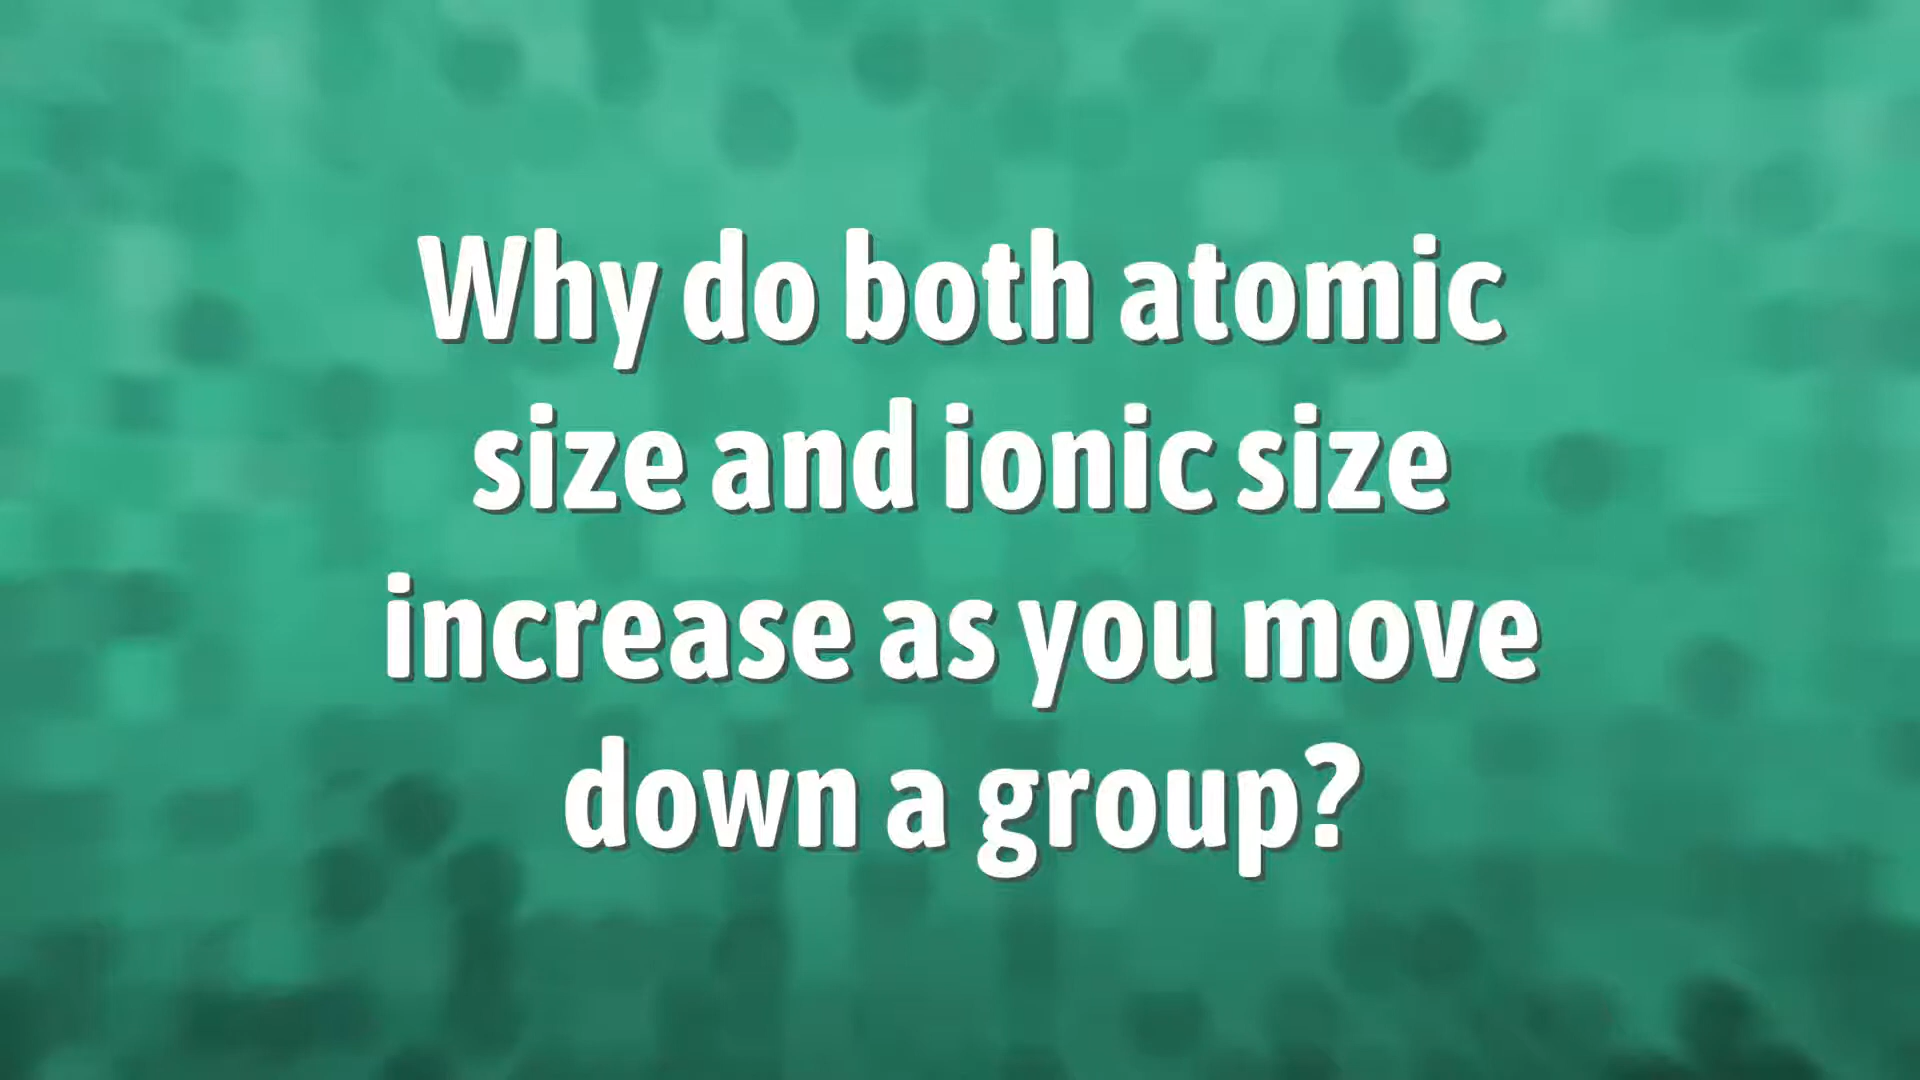 Why do both atomic
size and ionic size
increase as you move
down a group?